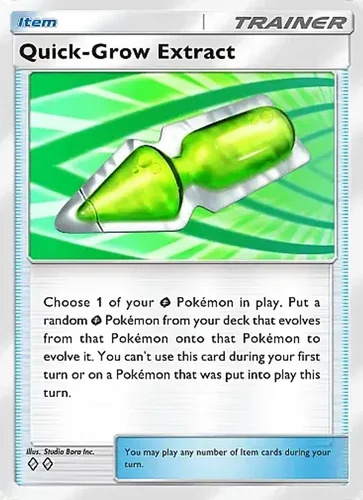 Item
TRAINER
Quick-Grow Extract
Choose 1 of your Pokémon in play. Put a
random Pokémon from your deck that evolves
from that Pokémon onto that Pokémon to
evolve it. You can't use this card during your first
turn or on a Pokémon that was put into play this
turn.
Illus. Studio Bora Inc.
You may play any number of Item cards during your
turn.